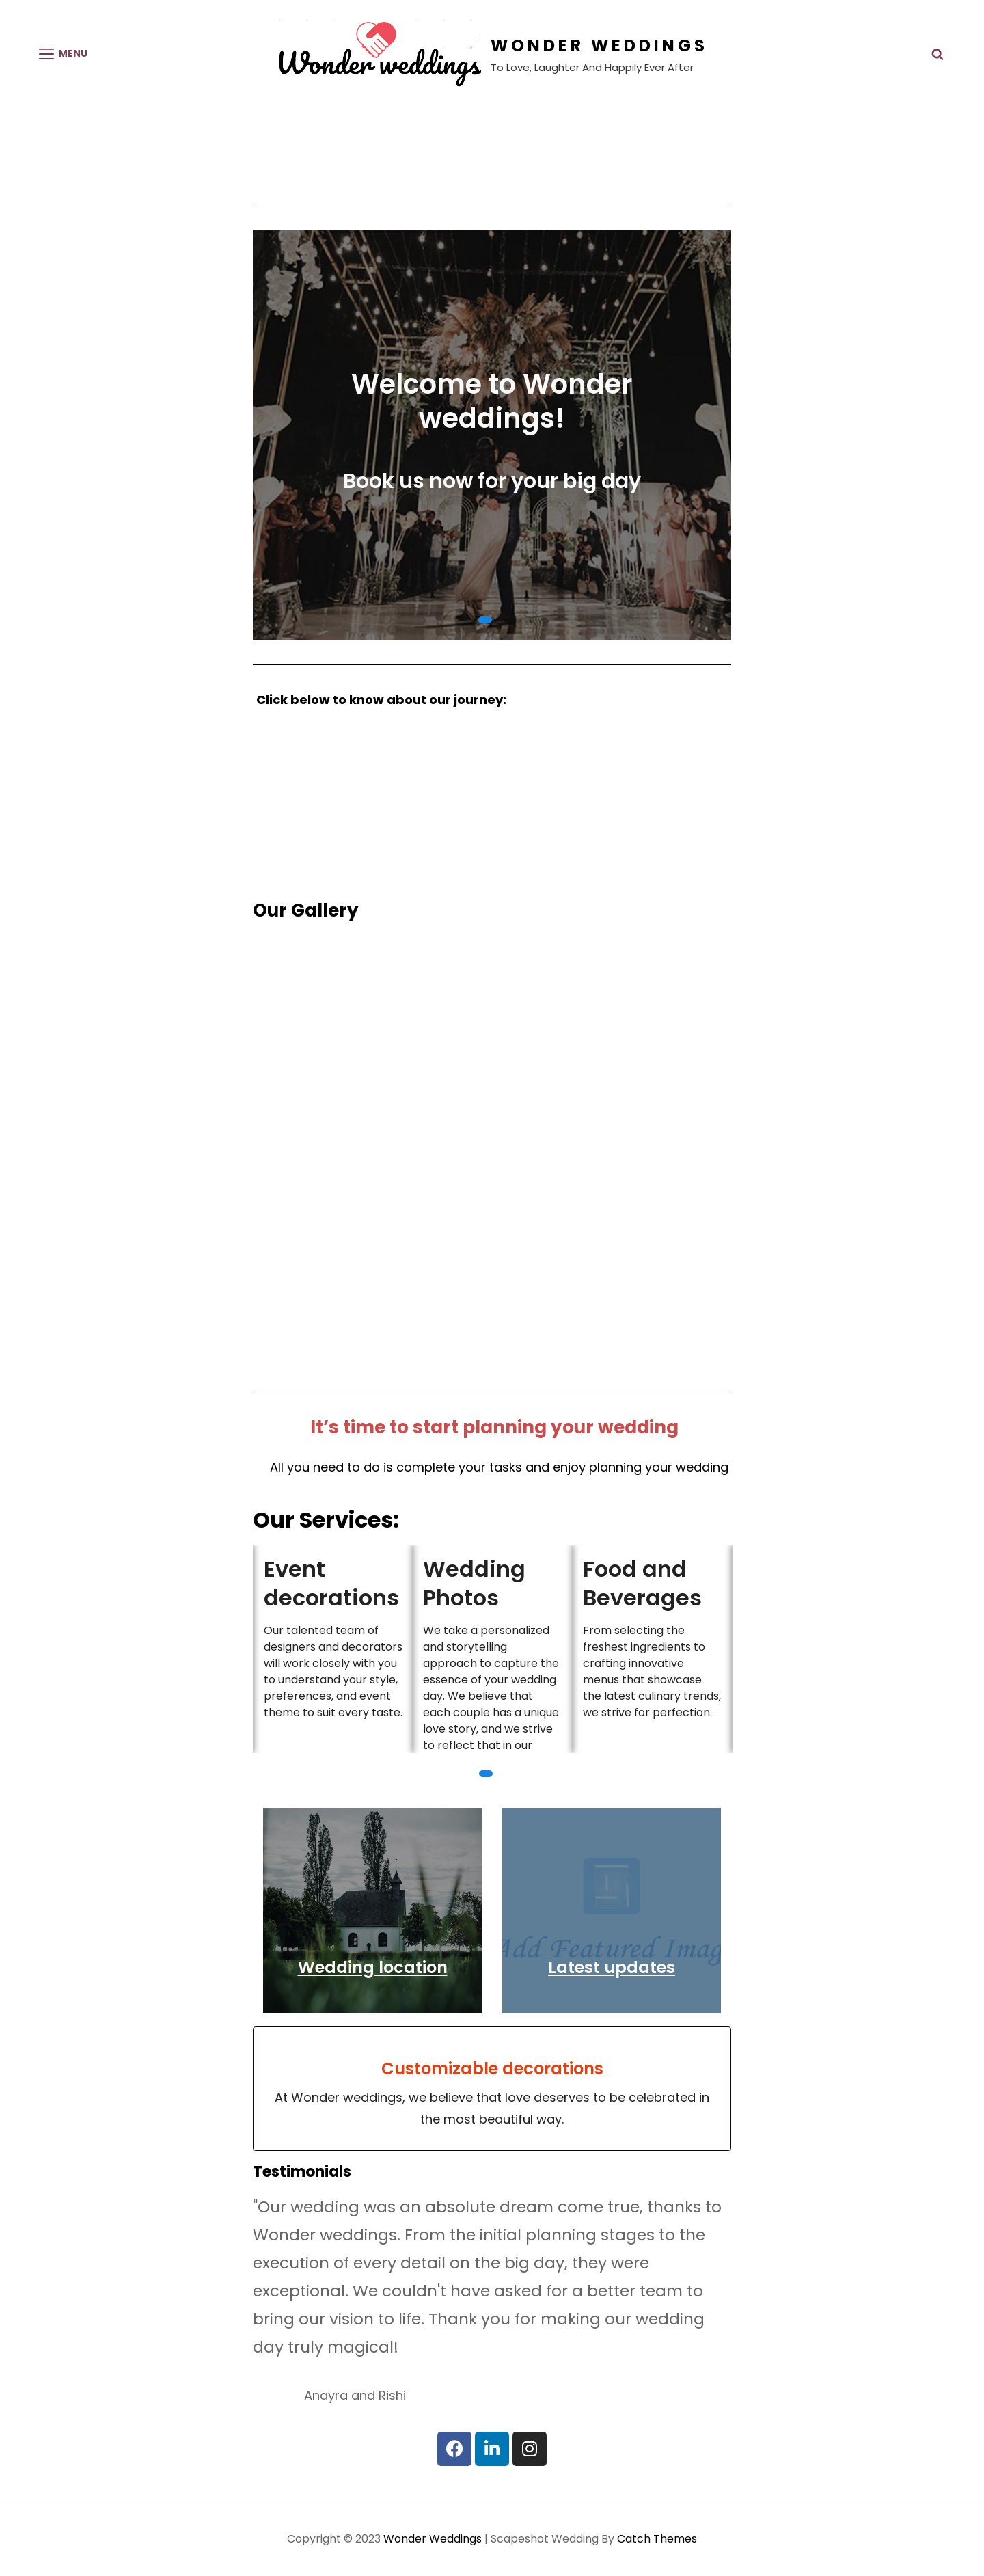 MENU
Wonder weddings
WONDER WEDDINGS
To Love, Laughter And Happily Ever After
Welcome to Wonder
weddings!
Book us now for your big day
Click below to know about our journey:
Our Gallery
It’s time to start planning your wedding
All you need to do is complete your tasks and enjoy planning your wedding
Our Services:
Event
decorations
Our talented team of
designers and decorators
will work closely with you
to understand your style,
preferences, and event
theme to suit every taste.
Wedding
Photos
We take a personalized
and storytelling
approach to capture the
essence of your wedding
day. We believe that
each couple has a unique
love story, and we strive
to reflect that in our
Food and
Beverages
From selecting the
freshest ingredients to
crafting innovative
menus that showcase
the latest culinary trends,
we strive for perfection.
Wedding location
Add Featured Imag
Latest updates
Customizable decorations
At Wonder weddings, we believe that love deserves to be celebrated in
the most beautiful way.
Testimonials
"Our wedding was an absolute dream come true, thanks to
Wonder weddings. From the initial planning stages to the
execution of every detail on the big day, they were
exceptional. We couldn't have asked for a better team to
bring our vision to life. Thank you for making our wedding
day truly magical!
Anayra and Rishi
Copyright © 2023 Wonder Weddings | Scapeshot Wedding By Catch Themes